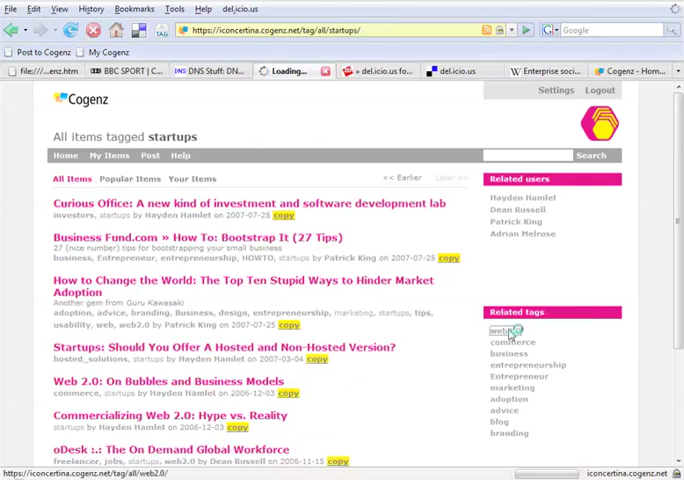 File Edit View History Bookmarks Tools Help del.icio.us
TAG https://iconcertina.cogenz.net/tag/all/startups/ Google
Post to Cogenz My Cogenz
file:///....enz.htm BBC SPORT | C... DNS Stuff: DN... Loading... » del.icio.us fo... del.icio.us Enterprise soci... Cogenz - Hom...
Settings Logout
Cogenz
All items tagged startups
Home My Items Post Help Search
All Items Popular Items Your Items << Earlier Later >>
Related users
Hayden Hamlet
Dean Russell
Patrick King
Adrian Melrose
Curious Office: A new kind of investment and software development lab
investors, startups by Hayden Hamlet on 2007-07-25 copy
Business Fund.com » How To: Bootstrap It (27 Tips)
27 (nice number) tips for bootstrapping your small business
business, Entrepreneur, entrepreneurship, HOWTO, startups by Patrick King on 2007-07-25 copy
How to Change the World: The Top Ten Stupid Ways to Hinder Market
Adoption
Another gem from Guru Kawasaki
adoption, advice, branding, Business, design, entrepreneurship, marketing, startups, tips,
usability, web, web2.0 by Patrick King on 2007-07-25 copy
Startups: Should You Offer A Hosted and Non-Hosted Version?
hosted_solutions, startups by Hayden Hamlet on 2007-03-04 copy
Web 2.0: On Bubbles and Business Models
commerce, startups by Hayden Hamlet on 2006-12-03 copy
Commercializing Web 2.0: Hype vs. Reality
startups by Hayden Hamlet on 2006-12-03 copy
oDesk :.: The On Demand Global Workforce
freelancer, jobs, startups, web2.0 by Dean Russell on 2006-11-15 copy
Related tags
commerce
business
entrepreneurship
Entrepreneur
marketing
adoption
advice
blog
branding
https://iconcertina.cogenz.net/tag/all/web2.0/ iconcertina.cogenz.net